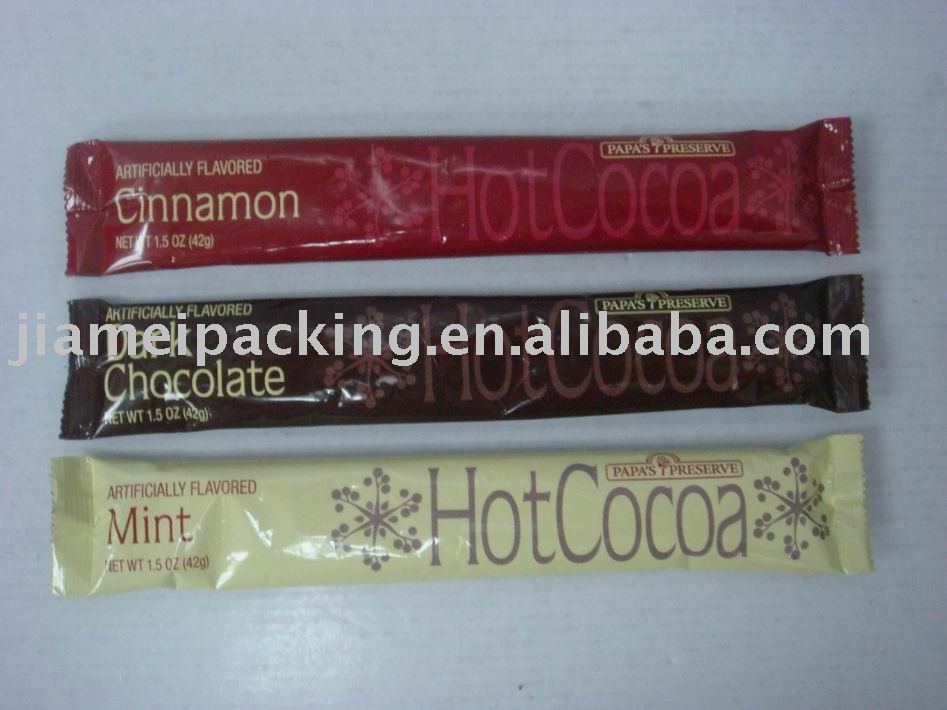 ARTIFICIALLY FLAVORED
Cinnamon
NET WT 1.5 OZ (42g)
HotCocoa
PAPA'S PRESERVE
ARTIFICIALLY FLAVORED
Dark
Chocolate
NET WT 1.5 OZ (42g)
HotCocoa
PAPA'S PRESERVE
jiameipacking.en.alibaba.com
ARTIFICIALLY FLAVORED
Mint
NET WT 1.5 OZ (42g)
HotCocoa
PAPA'S PRESERVE